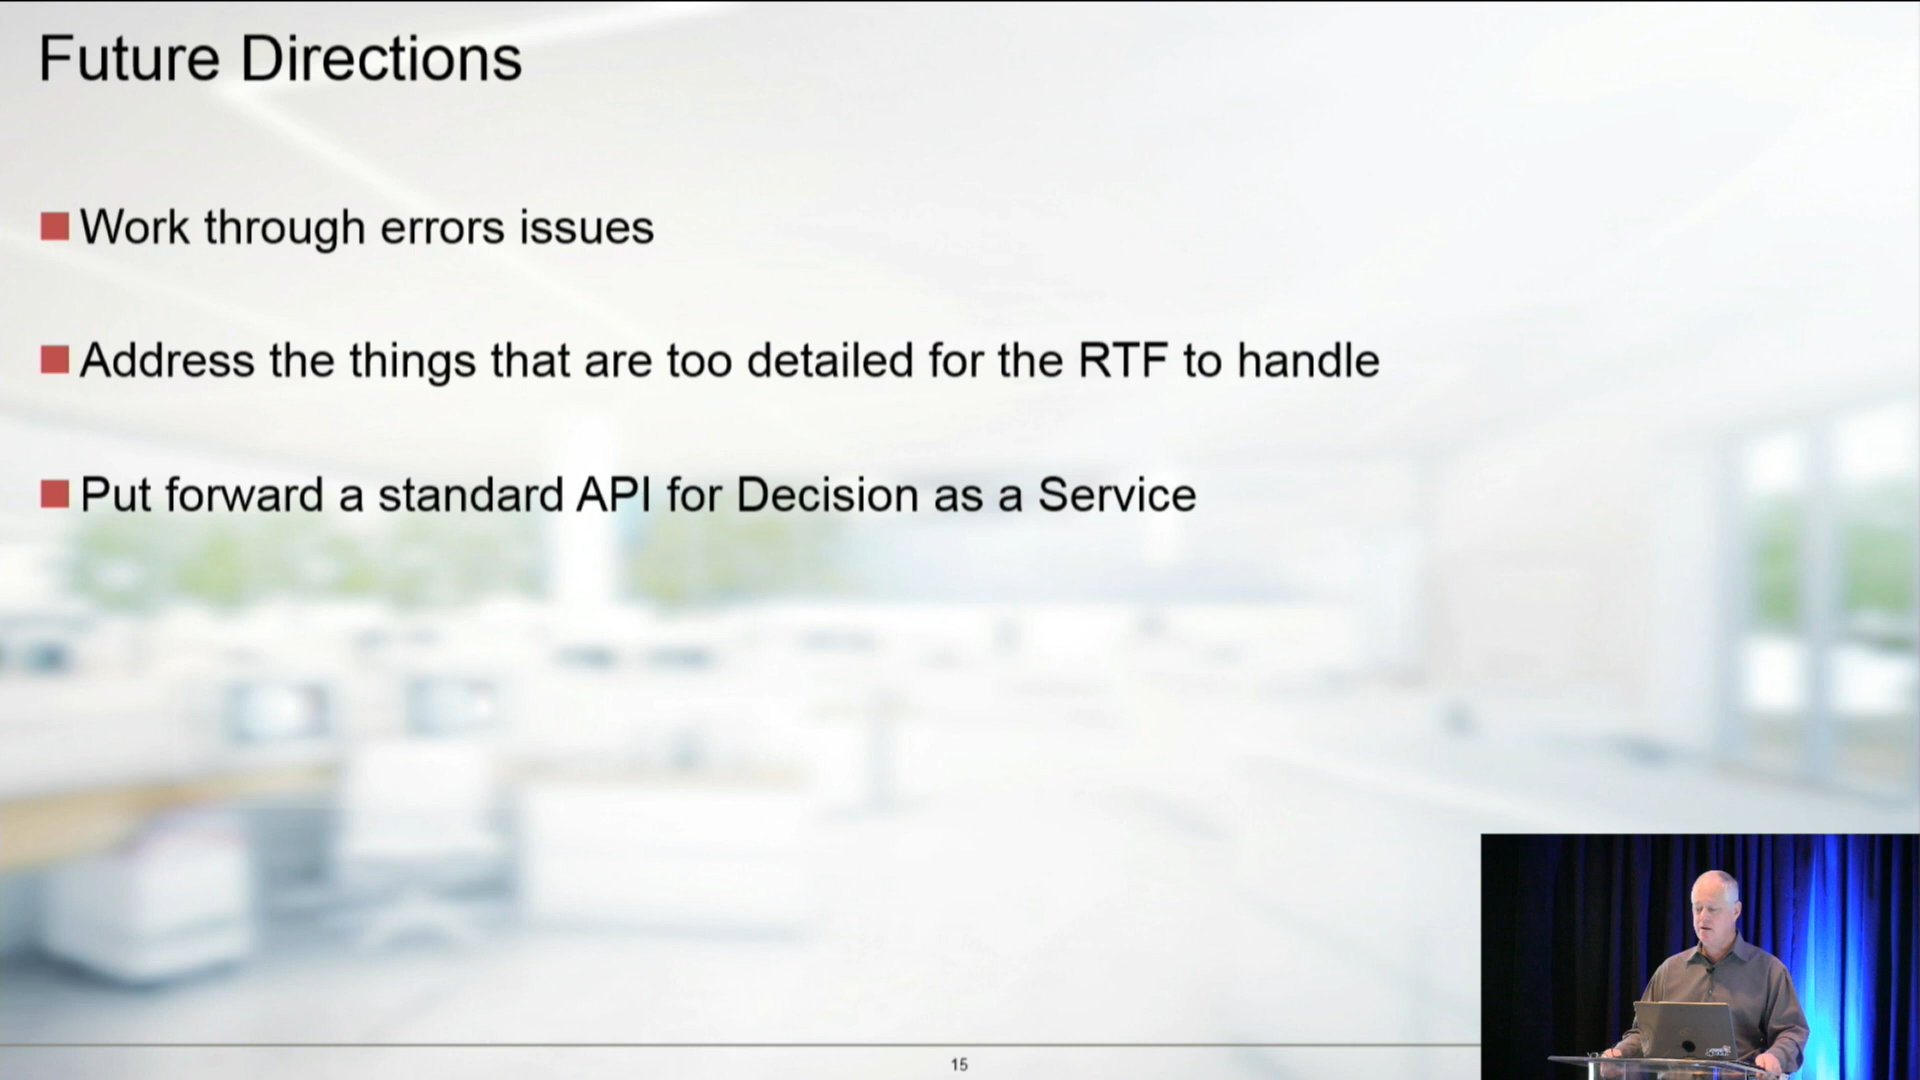 Future Directions
Work through errors issues
Address the things that are too detailed for the RTF to handle
Put forward a standard API for Decision as a Service
15